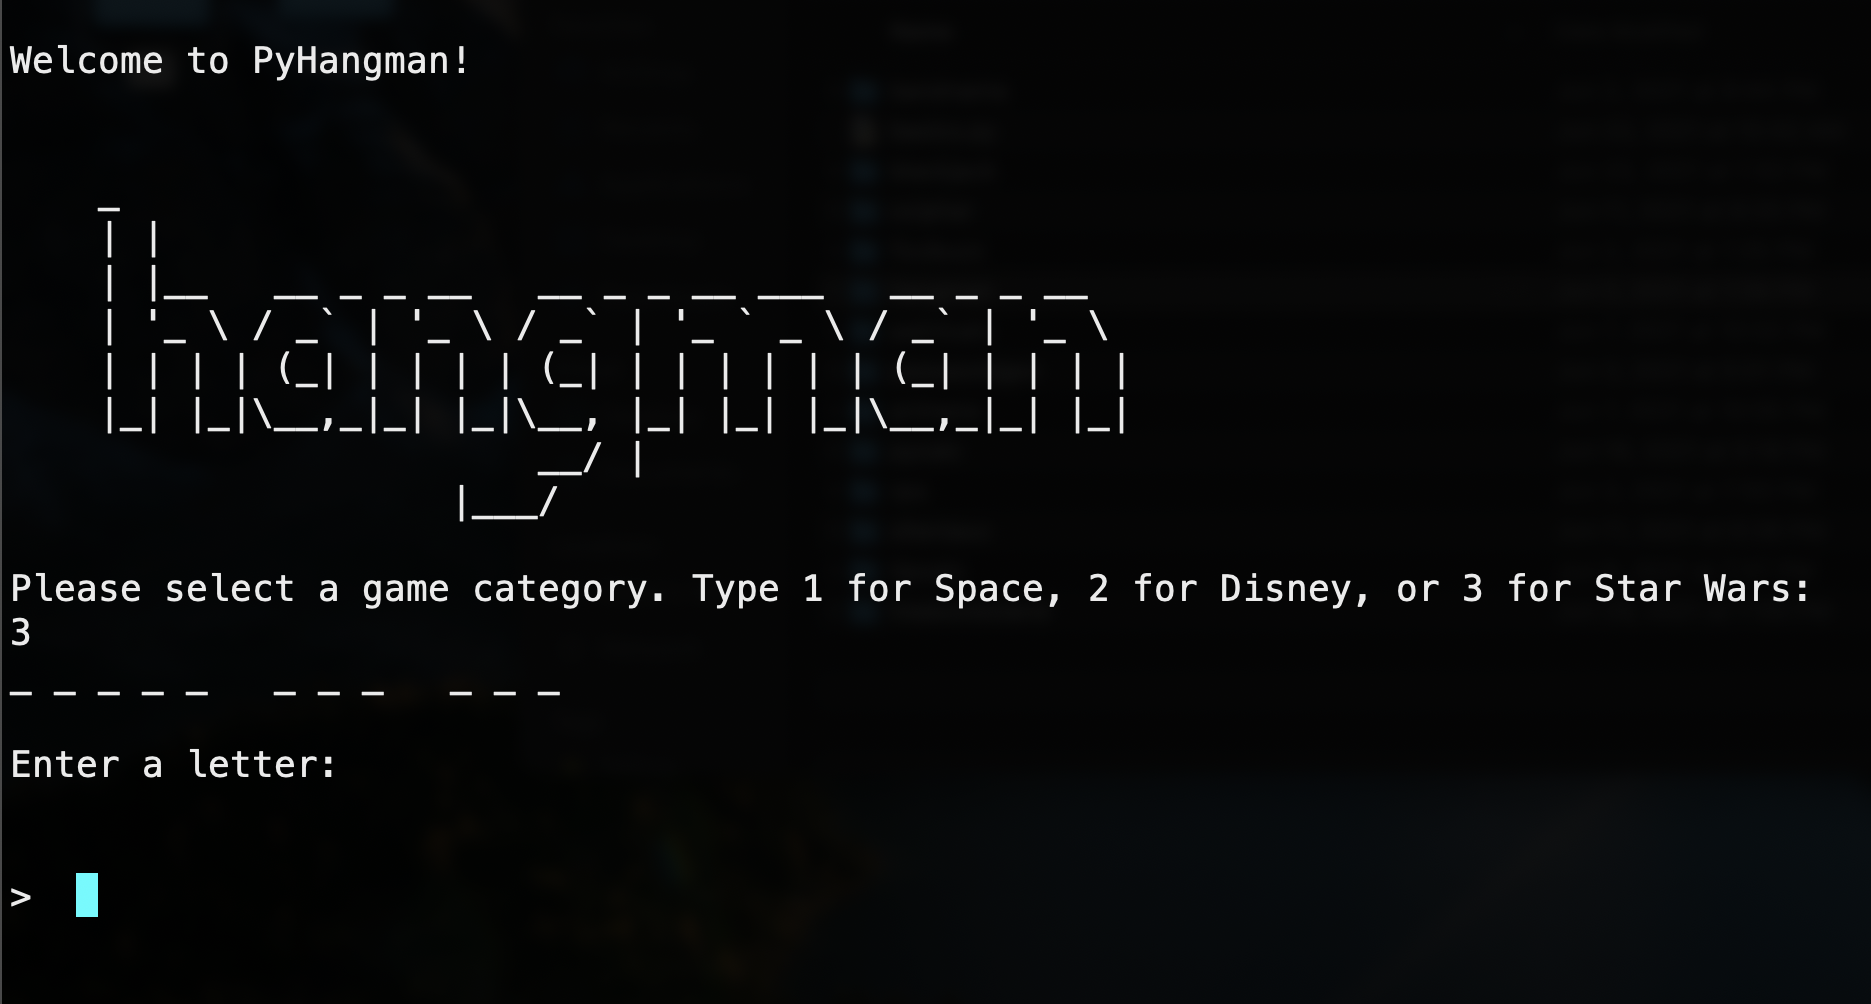 Welcome to PyHangman!
    _
    | |
    | |__   __ _ _ __   __ _ _ __ ___   __ _ _ __
    | '_ \ / _` | '_ \ / _` | '_ ` _ \ / _` | '_ \
    | | | | (_| | | | | (_| | | | | | | (_| | | | |
    |_| |_|\__,_|_| |_|\__, |_| |_| |_|\__,_|_| |_|
                        __/ |
                    |___/
Please select a game category. Type 1 for Space, 2 for Disney, or 3 for Star Wars:
3
_ _ _ _ _   _ _ _   _ _ _
Enter a letter:
>